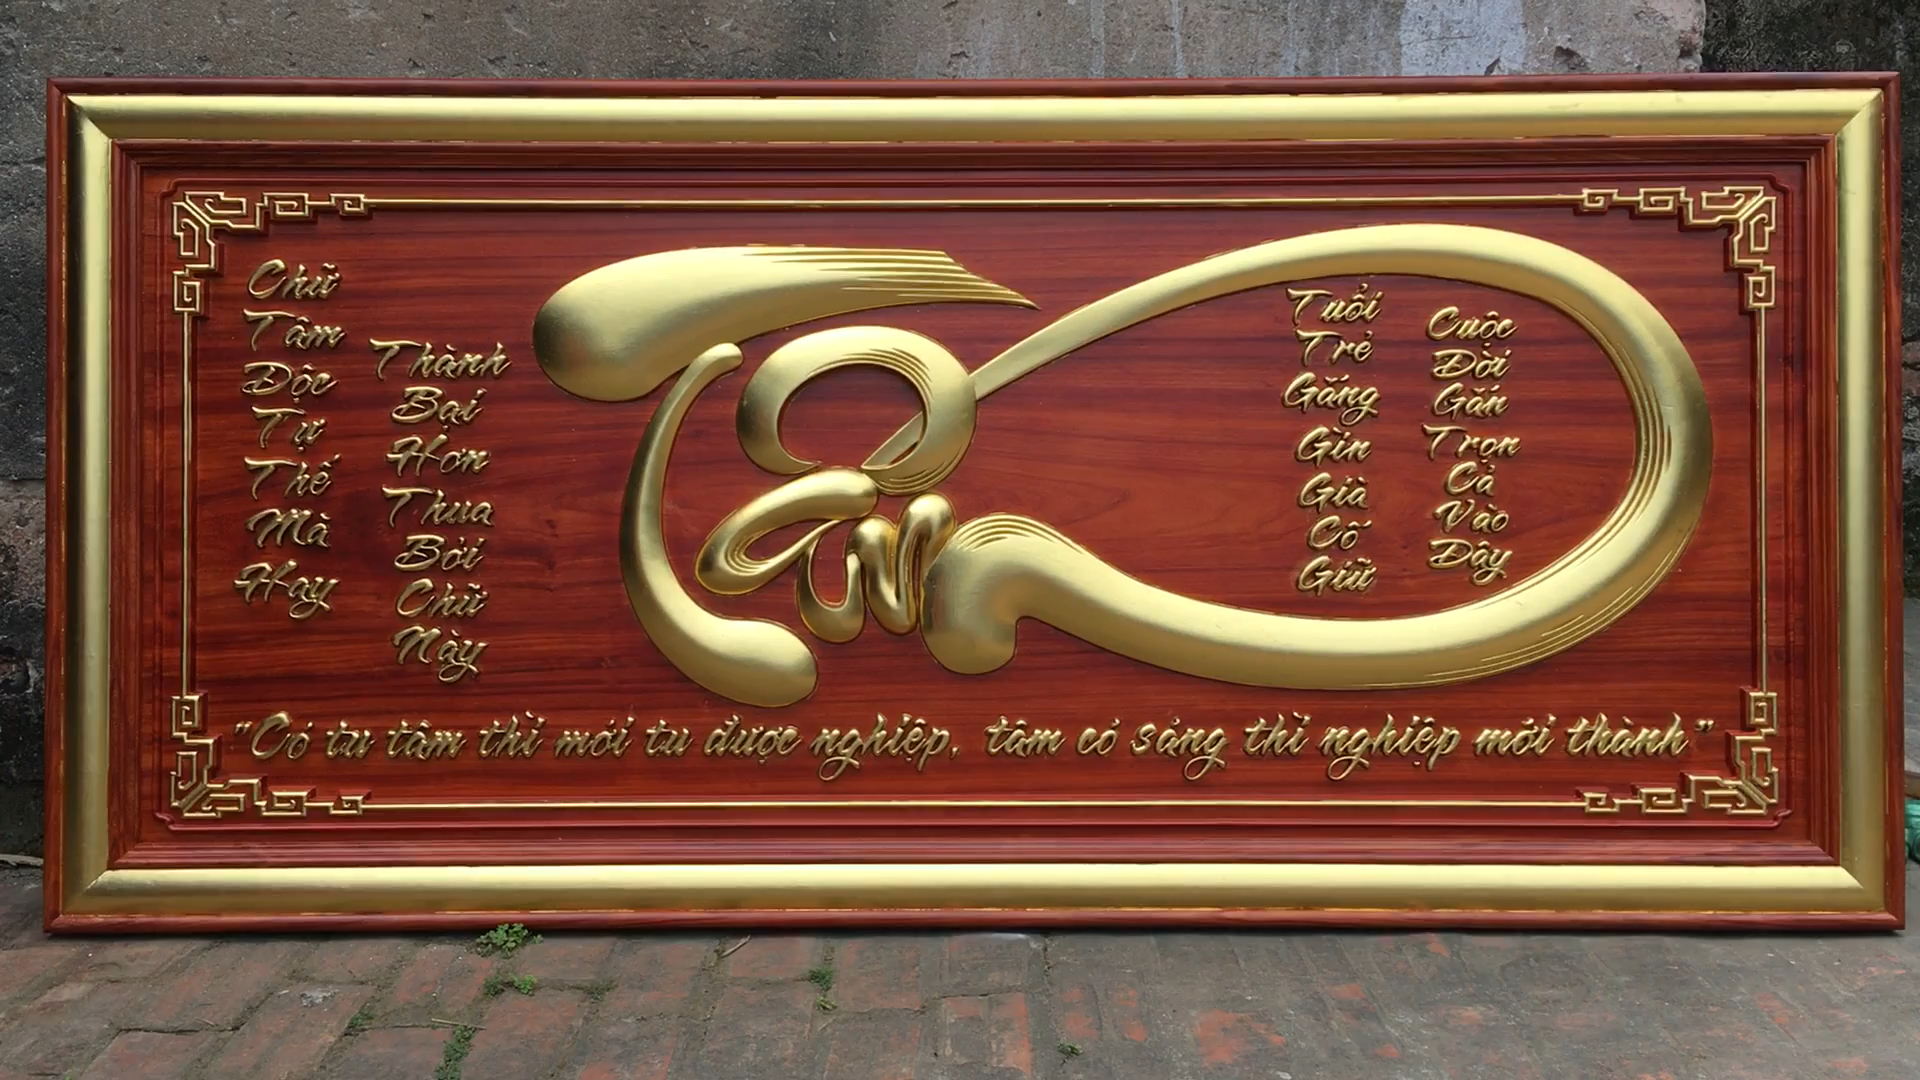 Chữ
Tâm
Độc
Tự
Thế
Mà
Hay
Thành
Bại
Hơn
Thua
Bởi
Chữ
Này
Tâm
Tuổi
Trẻ
Gắng
Gìn
Già
Cố
Giữ
Cuộc
Đời
Gắn
Trọn
Cả
Vào
Đây
"Có tu tâm thì mới tu được nghiệp, tâm có sáng thì nghiệp mới thành"